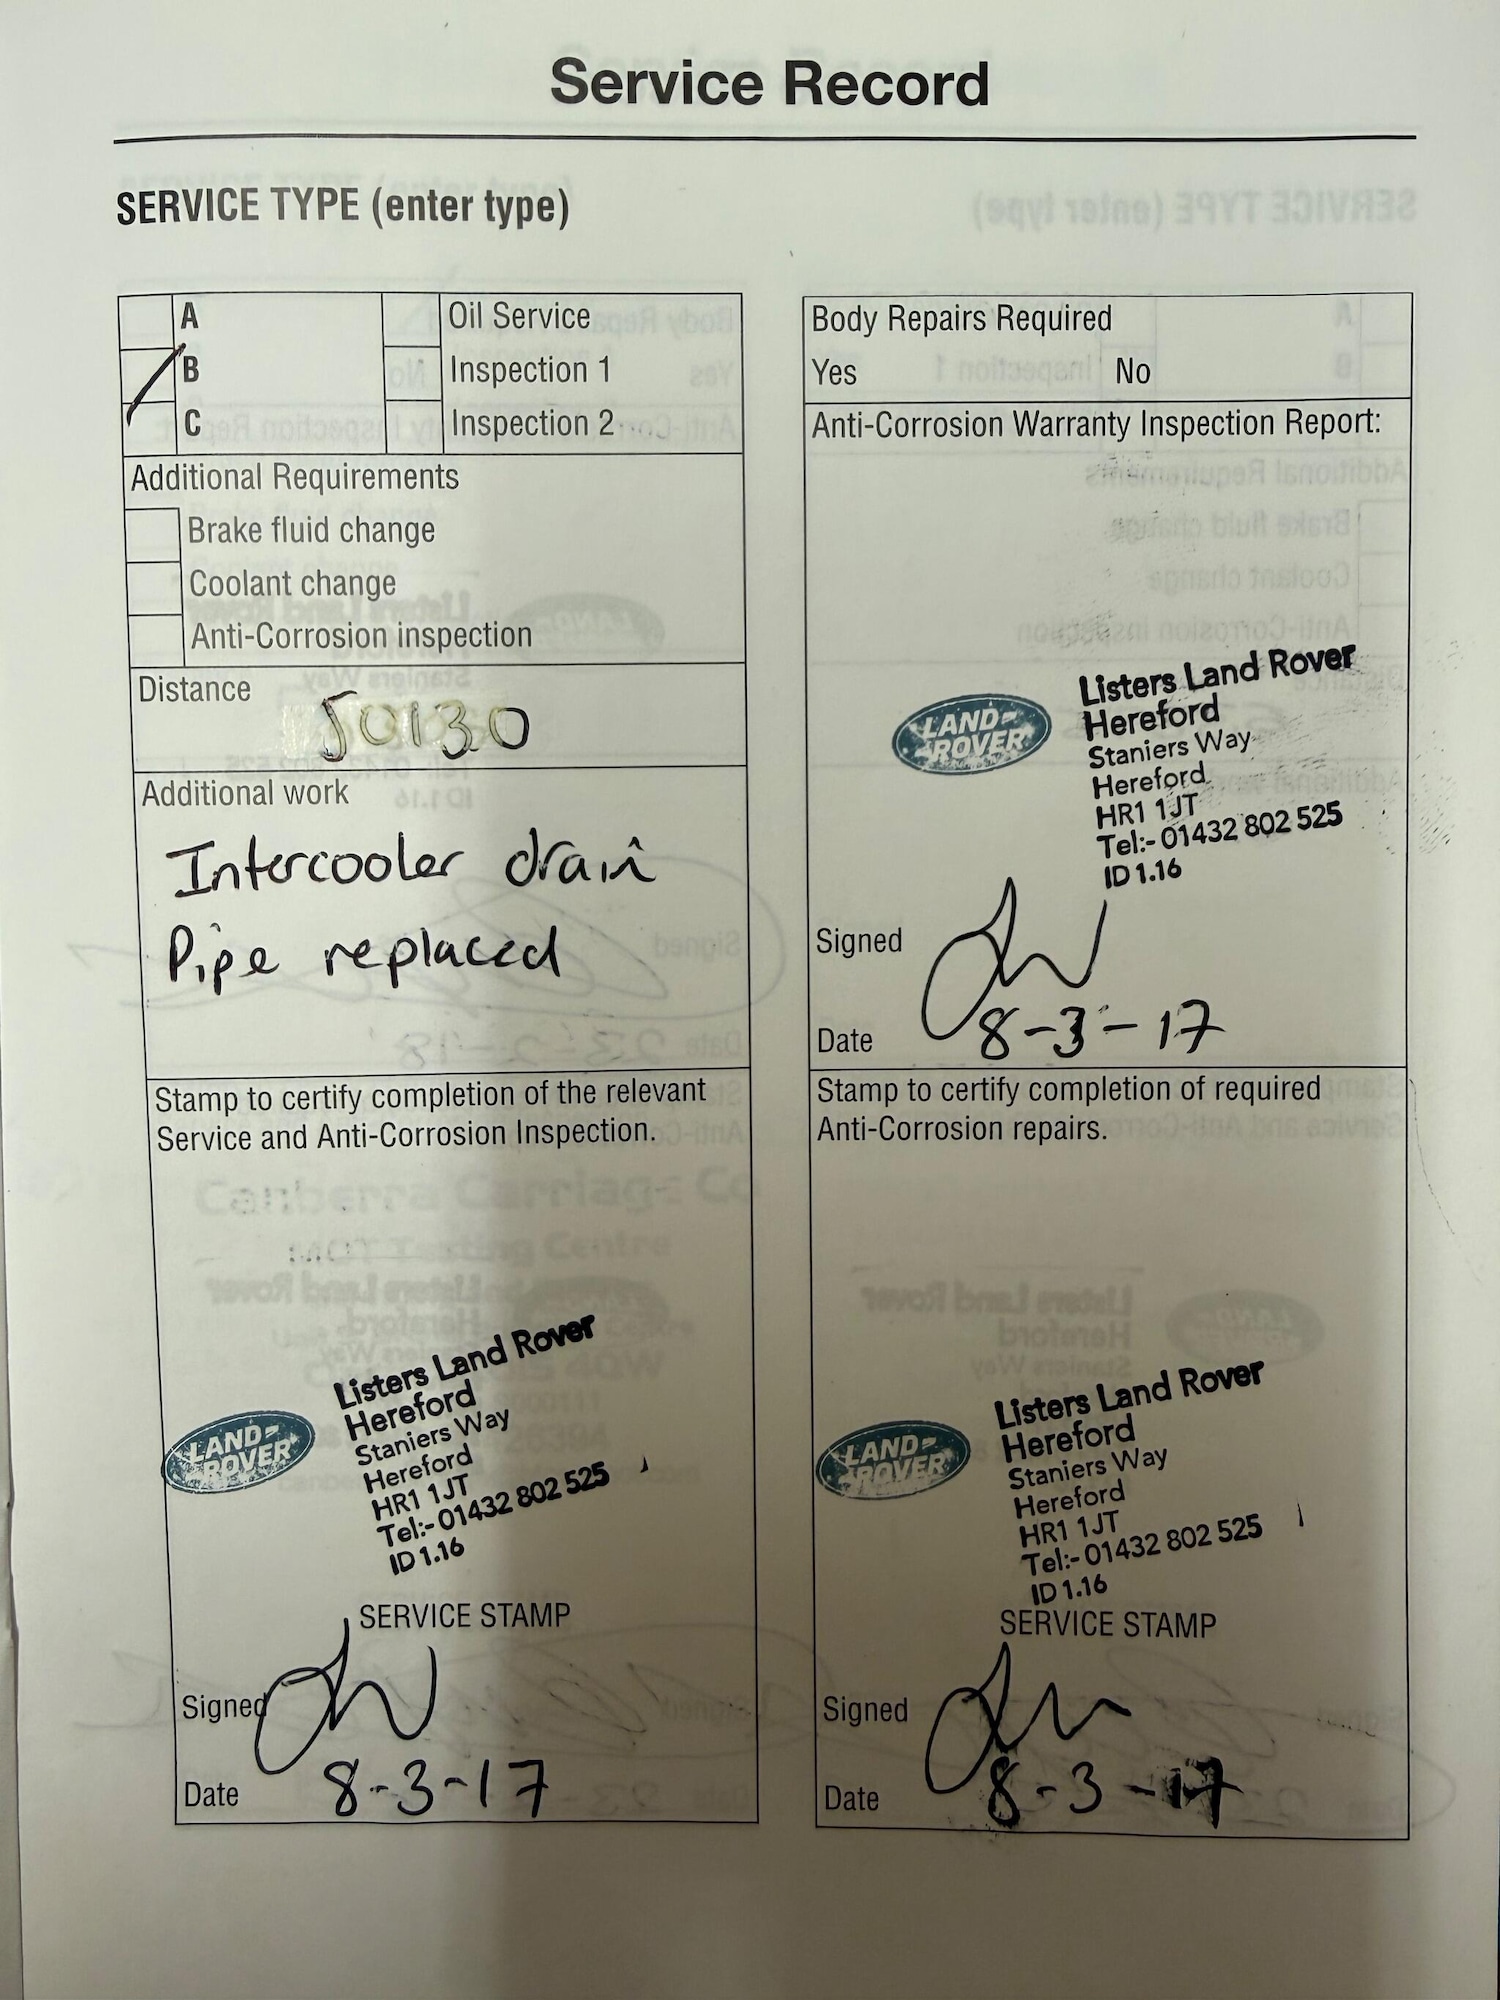 Service Record
SERVICE TYPE (enter type)
A Oil Service
B Inspection 1
C Inspection 2
Additional Requirements
Brake fluid change
Coolant change
Anti-Corrosion inspection
Distance 50130
Additional work
Intercooler drain
Pipe replaced
Stamp to certify completion of the relevant
Service and Anti-Corrosion Inspection.
LAND-
ROVER
Listers Land Rover
Hereford
Staniers Way
Hereford
HR1 1JT
Tel:- 01432 802 525
ID 1.16
SERVICE STAMP
Signed
Date 8-3-17
Body Repairs Required
Yes No
Anti-Corrosion Warranty Inspection Report:
LAND-
ROVER
Listers Land Rover
Hereford
Staniers Way
Hereford
HR1 1JT
Tel:- 01432 802 525
ID 1.16
Signed
Date 8-3-17
Stamp to certify completion of required
Anti-Corrosion repairs.
LAND-
ROVER
Listers Land Rover
Hereford
Staniers Way
Hereford
HR1 1JT
Tel:- 01432 802 525
ID 1.16
SERVICE STAMP
Signed
Date 8-3-17